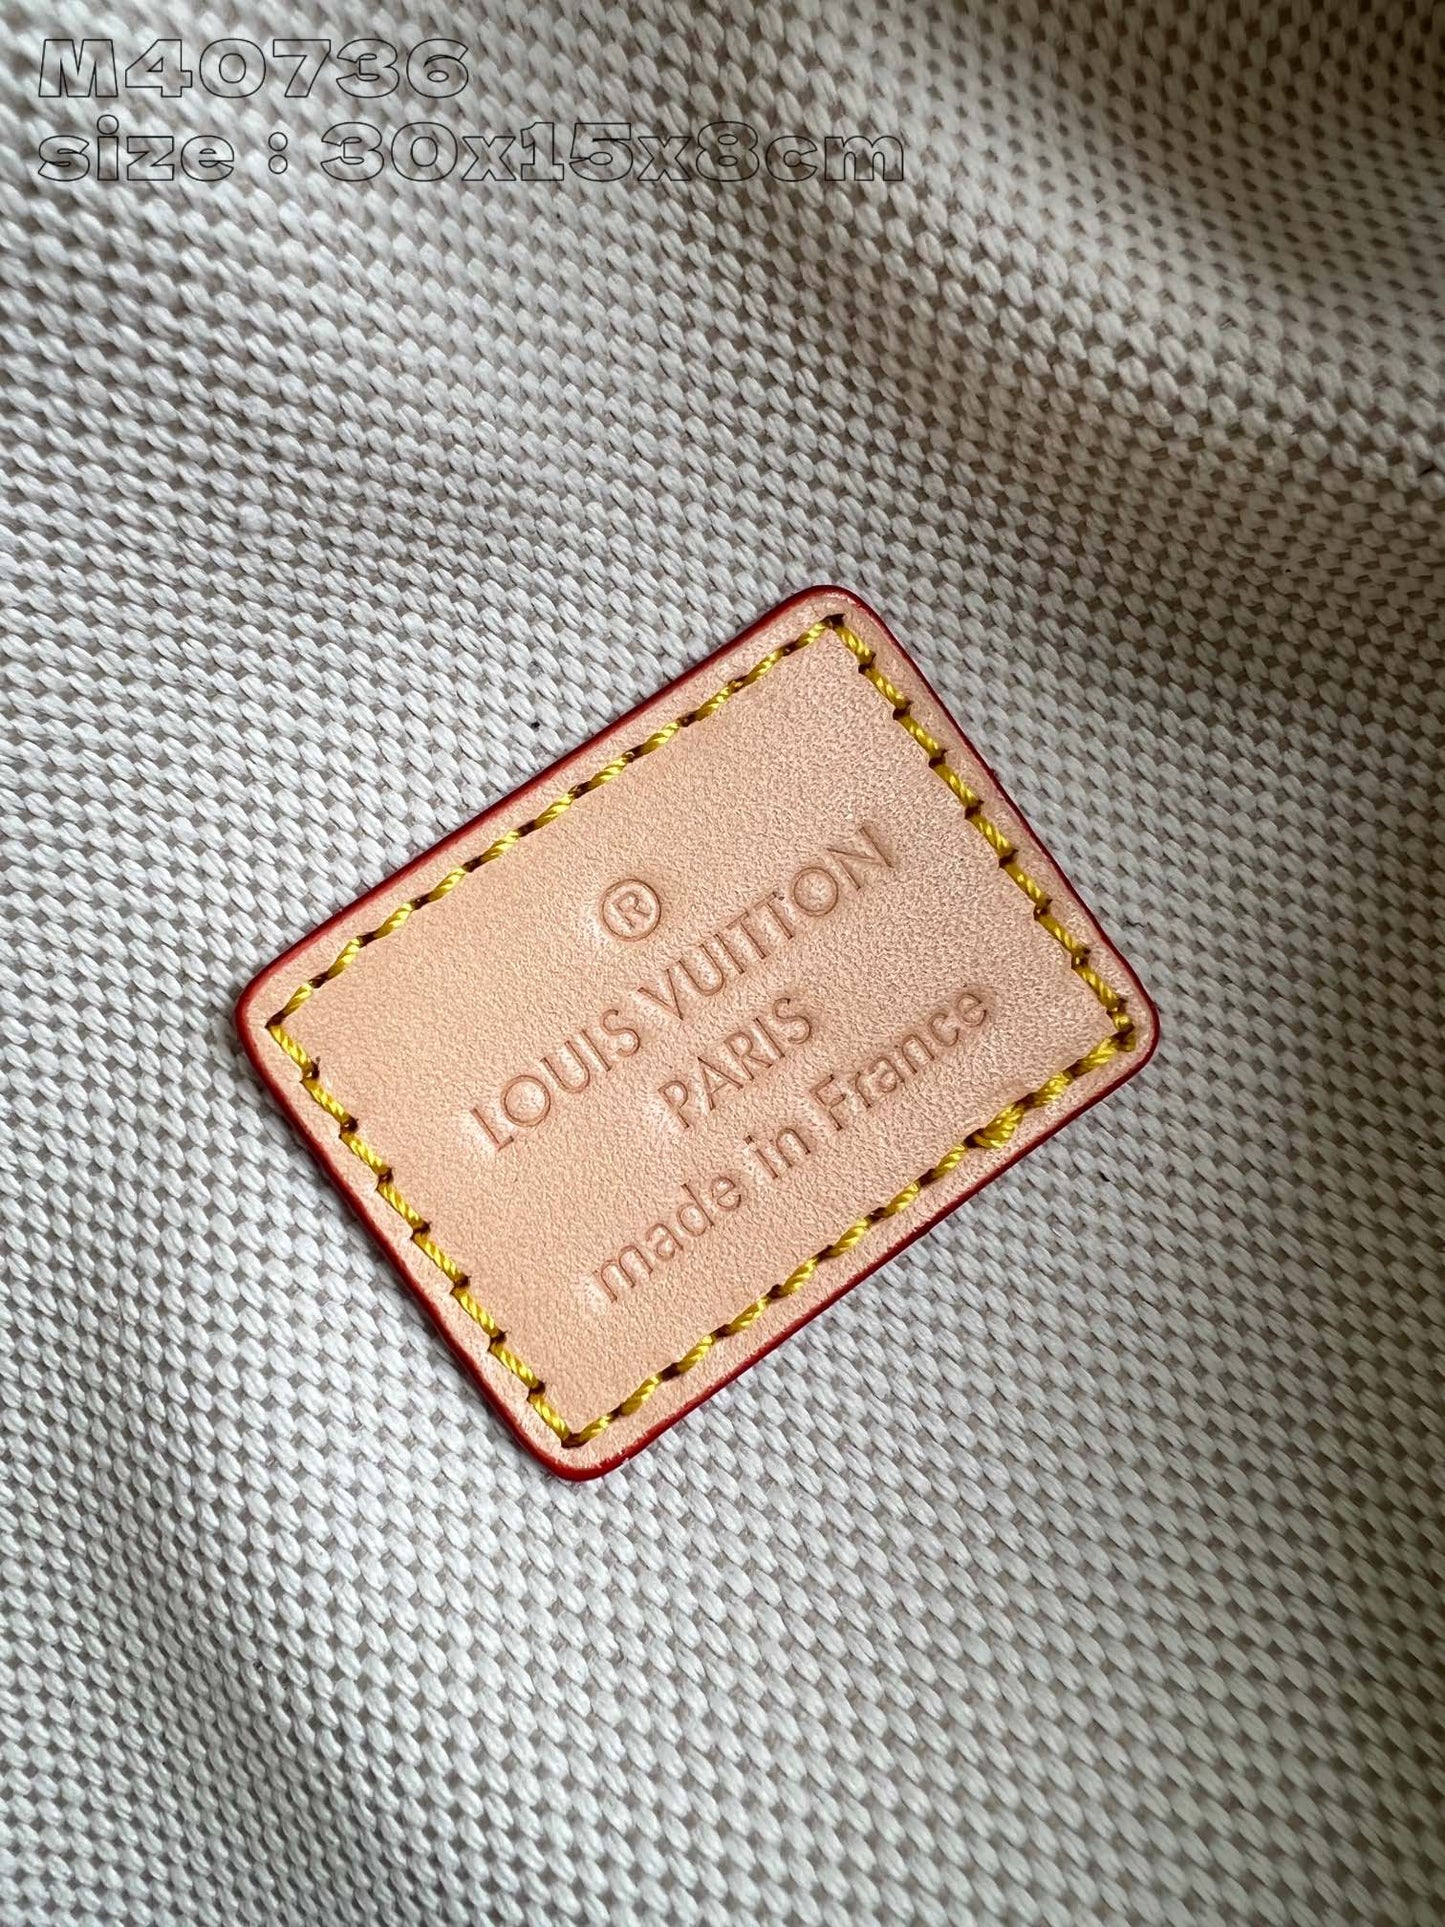 M40736
size : 30x15x8cm
®
LOUIS VUITTON
PARIS
made in France